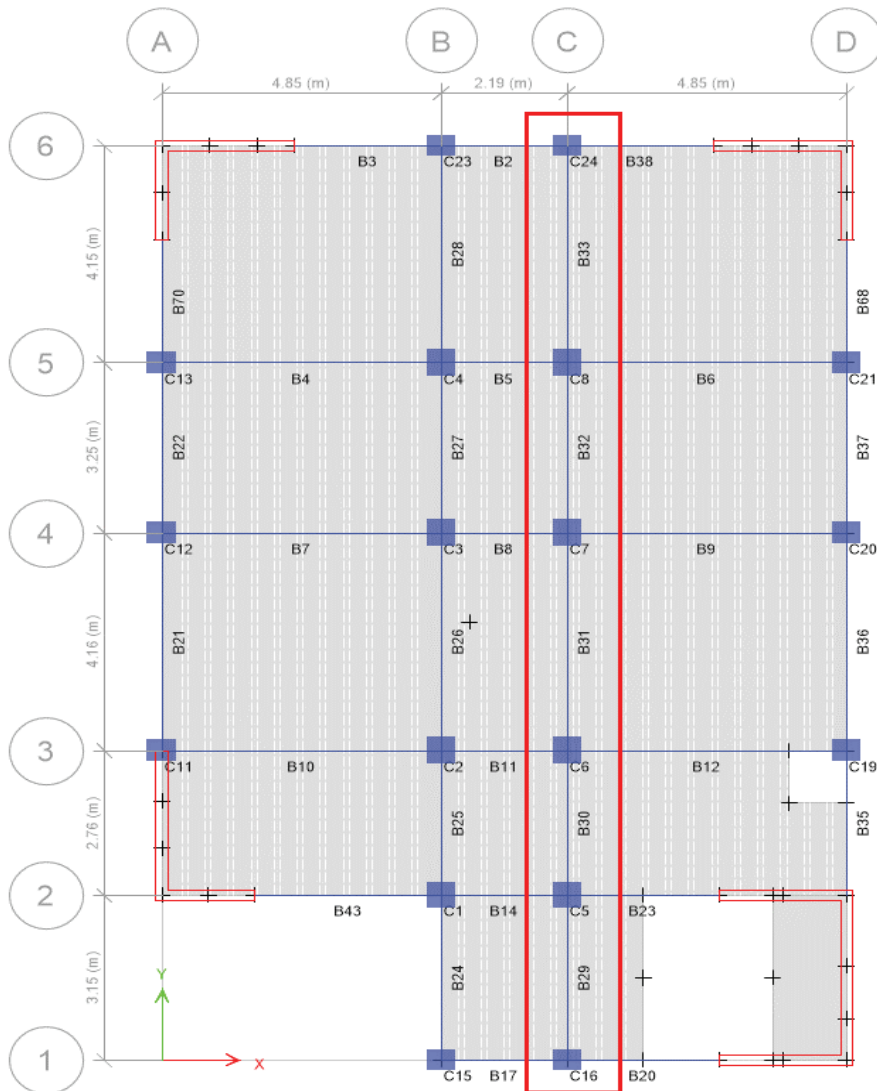 A B C D
4.85 (m) 2.19 (m) 4.85 (m)
6
B3 C23 B2 C24 B38
4.15 (m)
B28 B33
B70 B68
5
C13 B4 C4 B5 C8 B6 C21
3.25 (m)
B22 B27 B32 B37
4
C12 B7 C3 B8 C7 B9 C20
4.16 (m)
B21 B26 B31 B36
3
C11 B10 C2 B11 C6 B12 C19
2.76 (m)
B25 B30 B35
2
B43 C1 B14 C5 B23
3.15 (m)
Y
B24 B29
X
1
C15 B17 C16 B20